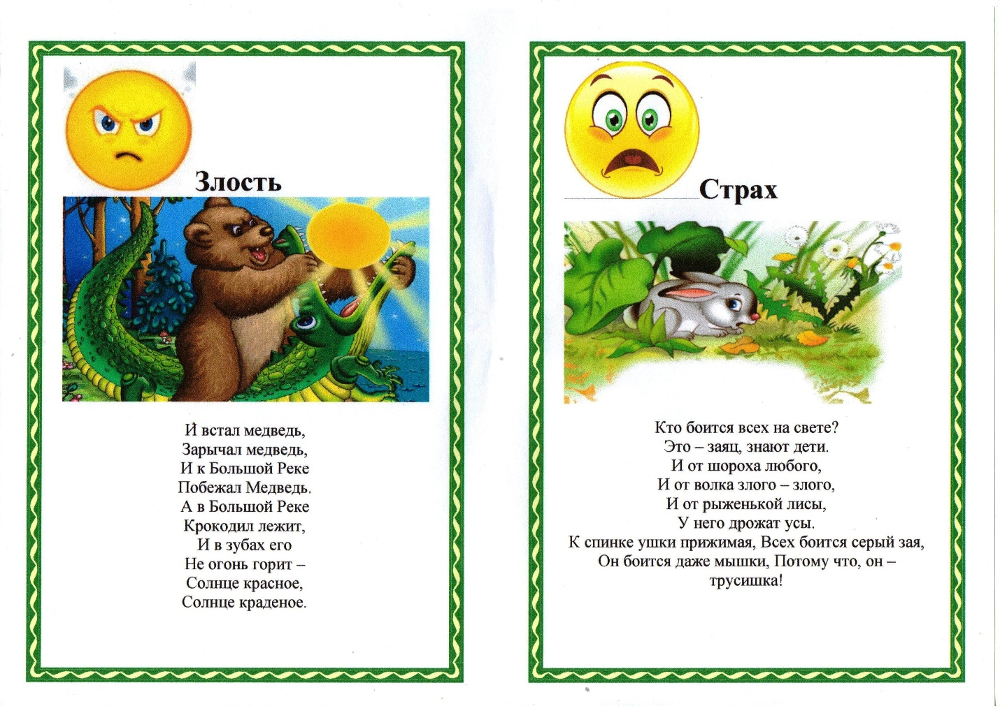 Злость
И встал медведь,
Зарычал медведь,
И к Большой Реке
Побежал Медведь.
А в Большой Реке
Крокодил лежит,
И в зубах его
Не огонь горит –
Солнце красное,
Солнце краденое.
Страх
Кто боится всех на свете?
Это – заяц, знают дети.
И от шороха любого,
И от волка злого – злого,
И от рыженькой лисы,
У него дрожат усы.
К спинке ушки прижимая, Всех боится серый зая,
Он боится даже мышки, Потому что, он –
трусишка!